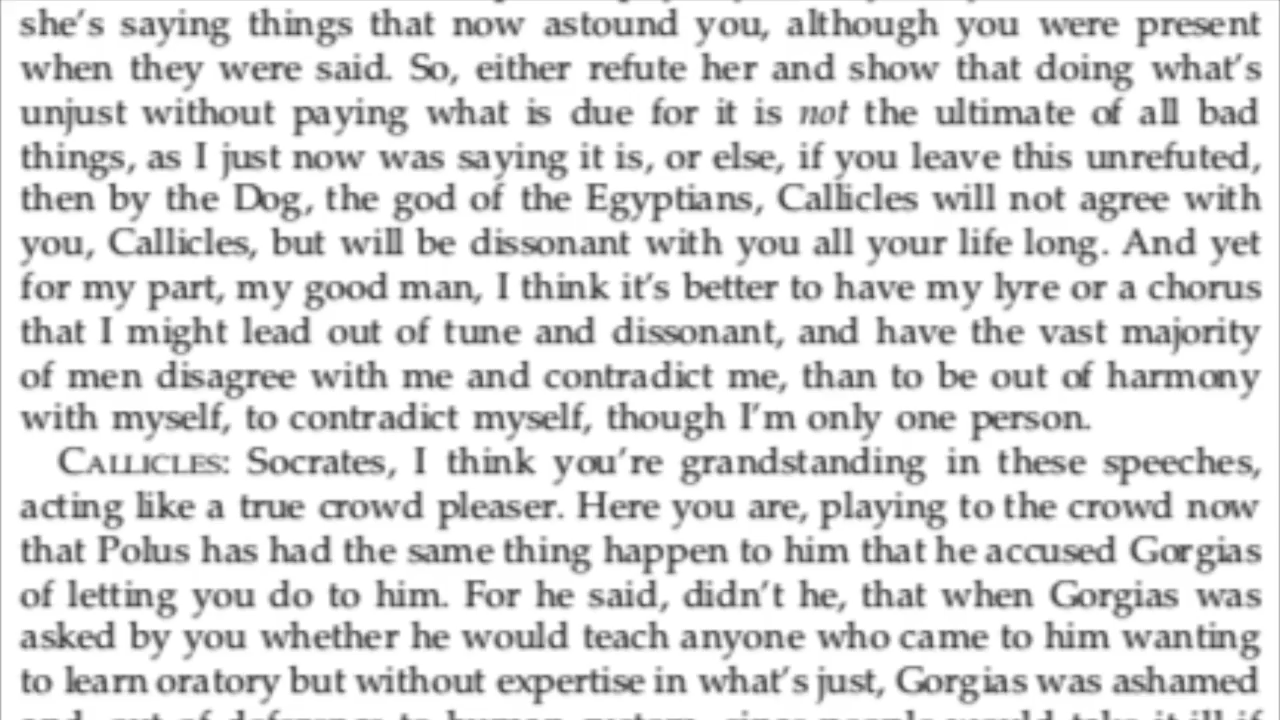 she's saying things that now astound you, although you were present
when they were said. So, either refute her and show that doing what's
unjust without paying what is due for it is not the ultimate of all bad
things, as I just now was saying it is, or else, if you leave this unrefuted,
then by the Dog, the god of the Egyptians, Callicles will not agree with
you, Callicles, but will be dissonant with you all your life long. And yet
for my part, my good man, I think it's better to have my lyre or a chorus
that I might lead out of tune and dissonant, and have the vast majority
of men disagree with me and contradict me, than to be out of harmony
with myself, to contradict myself, though I'm only one person.
CALLICLES: Socrates, I think you're grandstanding in these speeches,
acting like a true crowd pleaser. Here you are, playing to the crowd now
that Polus has had the same thing happen to him that he accused Gorgias
of letting you do to him. For he said, didn't he, that when Gorgias was
asked by you whether he would teach anyone who came to him wanting
to learn oratory but without expertise in what's just, Gorgias was ashamed